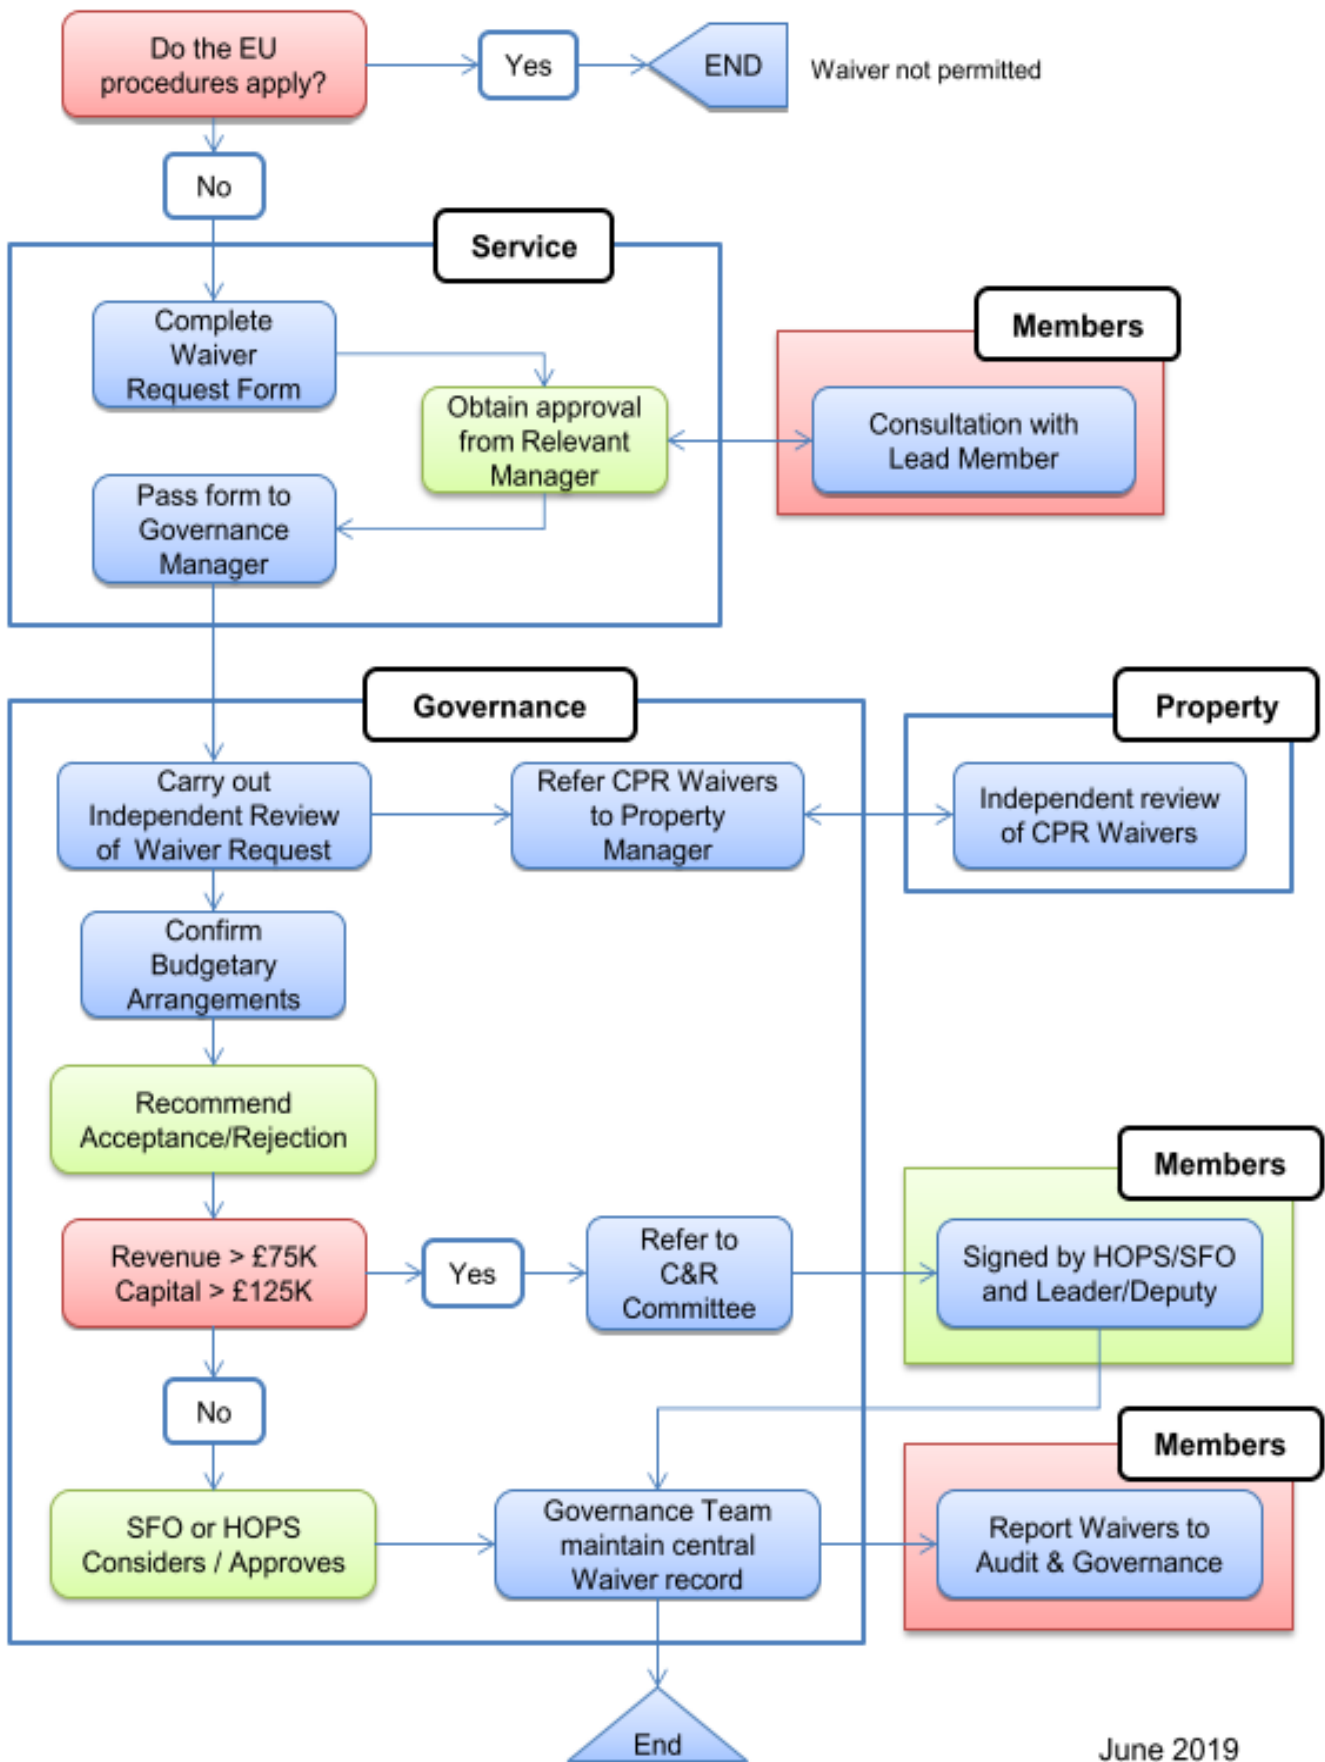 Do the EU
procedures apply?
Yes
END
Waiver not permitted
No
Service
Complete
Waiver
Request Form
Members
Obtain approval
from Relevant
Manager
Consultation with
Lead Member
Pass form to
Governance
Manager
Governance
Property
Carry out
Independent Review
of Waiver Request
Refer CPR Waivers
to Property
Manager
Independent review
of CPR Waivers
Confirm
Budgetary
Arrangements
Recommend
Acceptance/Rejection
Members
Revenue > £75K
Capital > £125K
Yes
Refer to
C&R
Committee
Signed by HOPS/SFO
and Leader/Deputy
No
Members
SFO or HOPS
Considers / Approves
Governance Team
maintain central
Waiver record
Report Waivers to
Audit & Governance
End
June 2019